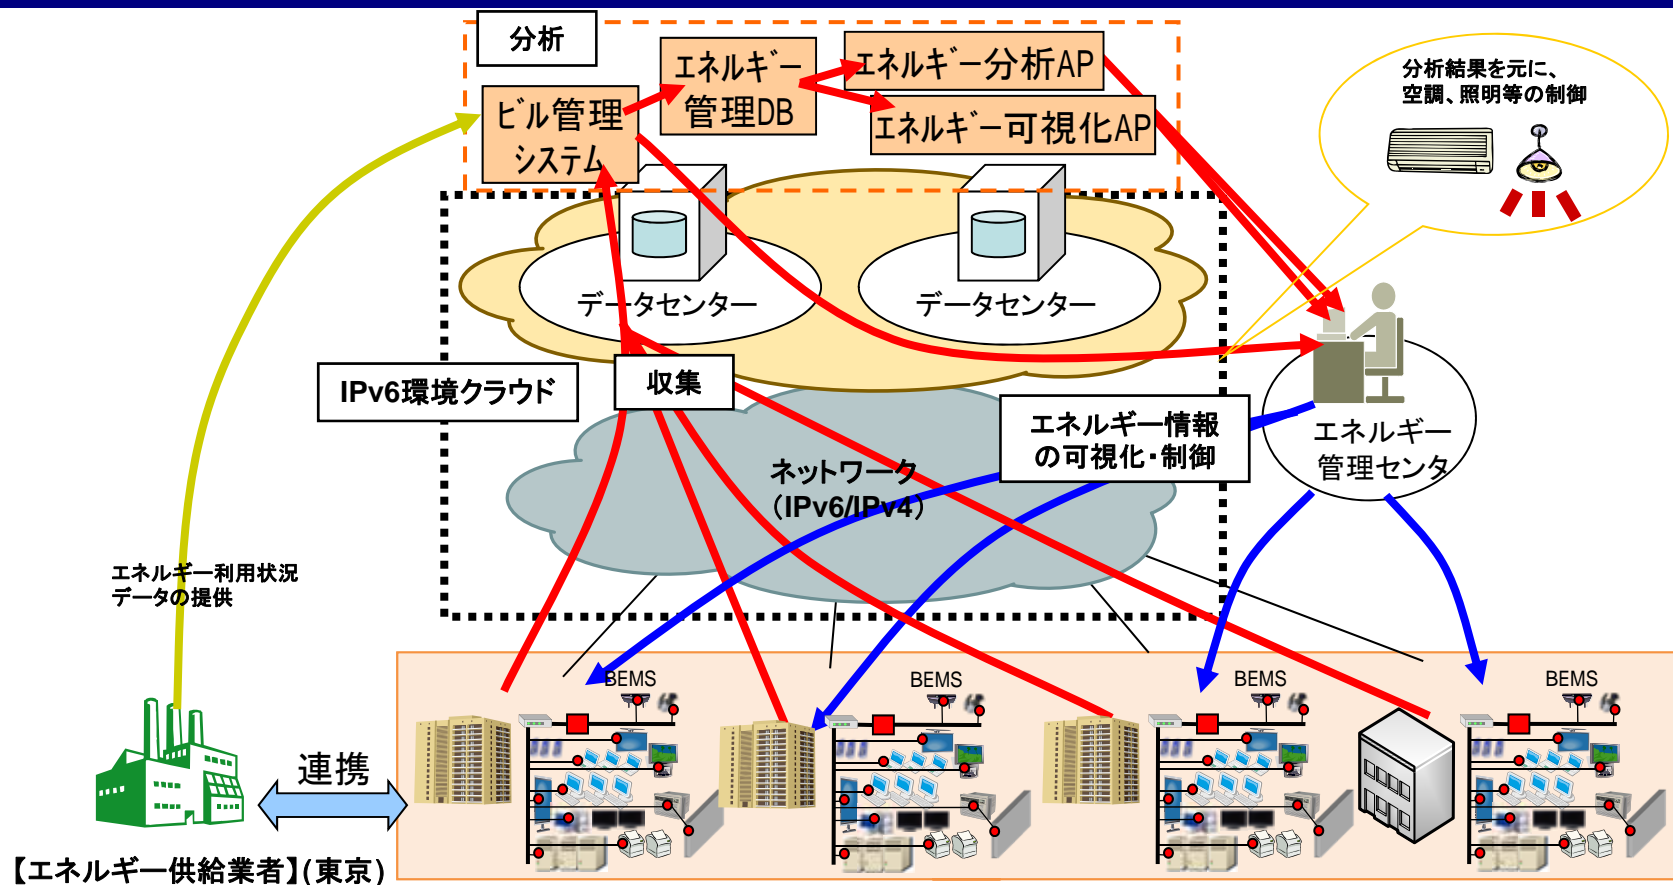 分析
エネルギー
管理DB
エネルギー分析AP
エネルギー可視化AP
ビル管理
システム
分析結果を元に、
空調、照明等の制御
データセンター
データセンター
IPv6環境クラウド
収集
エネルギー情報
の可視化・制御
エネルギー
管理センタ
ネットワーク
（IPv6/IPv4）
エネルギー利用状況
データの提供
BEMS
BEMS
BEMS
BEMS
連携
【エネルギー供給業者】(東京)